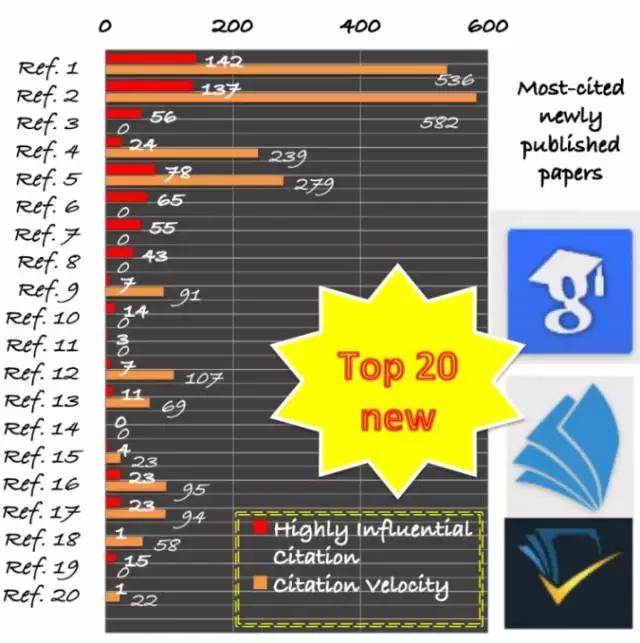 0 200 400 600
Ref. 1 142 536
Ref. 2 137 582
Ref. 3 56 0
Ref. 4 24 239
Ref. 5 78 279
Ref. 6 65 0
Ref. 7 55 0
Ref. 8 43 0
Ref. 9 7 91
Ref. 10 14 0
Ref. 11 3 0
Ref. 12 7 107
Ref. 13 11 69
Ref. 14 0 0
Ref. 15 4 23
Ref. 16 23 95
Ref. 17 23 94
Ref. 18 1 58
Ref. 19 15 0
Ref. 20 1 22
Most-cited
newly
published
papers
g
Top 20
new
Highly Influential
Citation
Citation Velocity